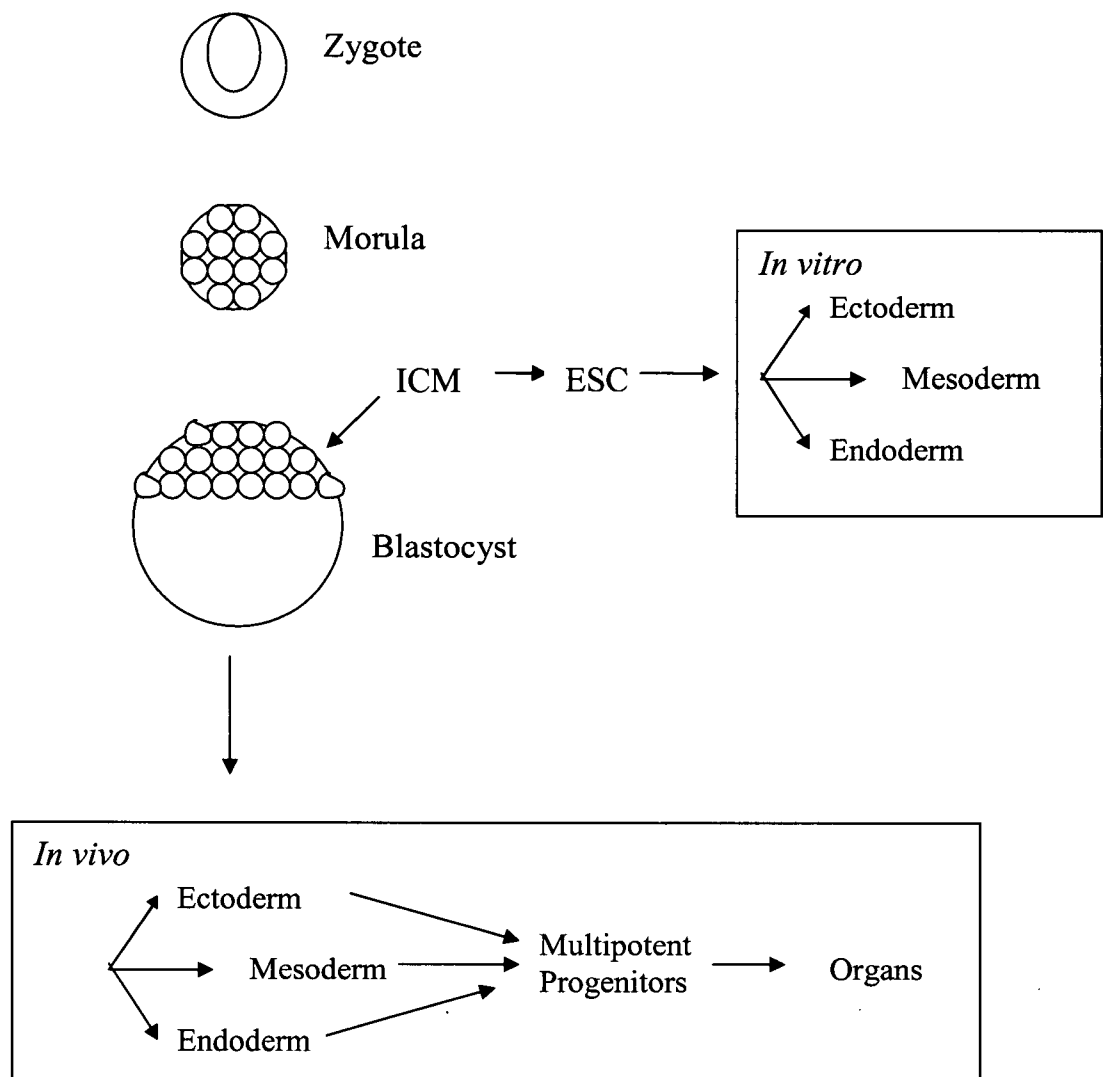 Zygote
Morula
In vitro
Ectoderm
ICM
ESC
Mesoderm
Endoderm
Blastocyst
In vivo
Ectoderm
Mesoderm
Multipotent
Progenitors
Organs
Endoderm